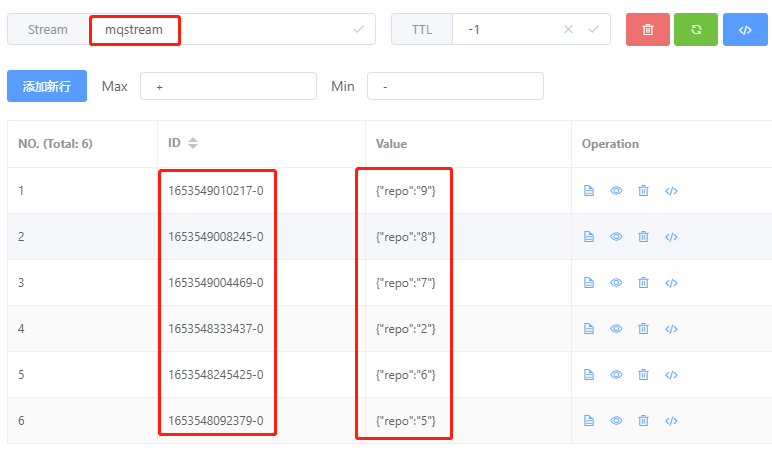 Stream mqstream TTL -1
添加新行 Max + Min -
NO. (Total: 6) ID Value Operation
1 1653549010217-0 {"repo":"9"}
2 1653549008245-0 {"repo":"8"}
3 1653549004469-0 {"repo":"7"}
4 1653548333437-0 {"repo":"2"}
5 1653548245425-0 {"repo":"6"}
6 1653548092379-0 {"repo":"5"}